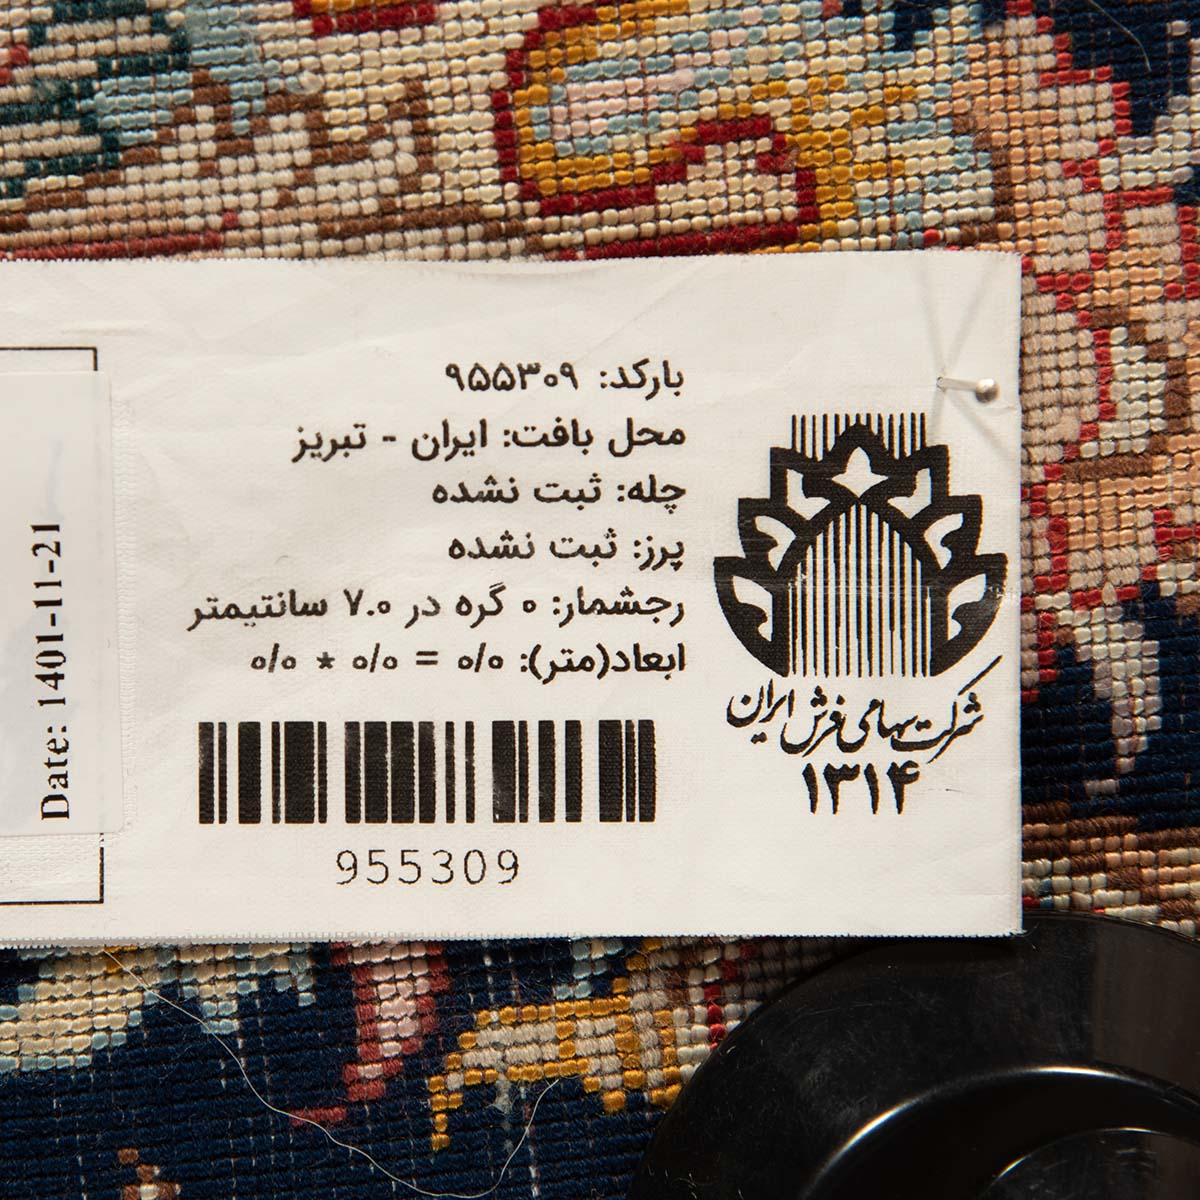 بارکد: ۹۵۵۳۰۹
محل بافت: ایران - تبریز
چله: ثبت نشده
پرز: ثبت نشده
رجشمار: ۰ گره در ۷.۰ سانتیمتر
ابعاد(متر): ۰/۰ = ۰/۰ * ۰/۰
955309
شرکت سهامی فرش ایران
۱۳۱۴
Date: 1401-11-21